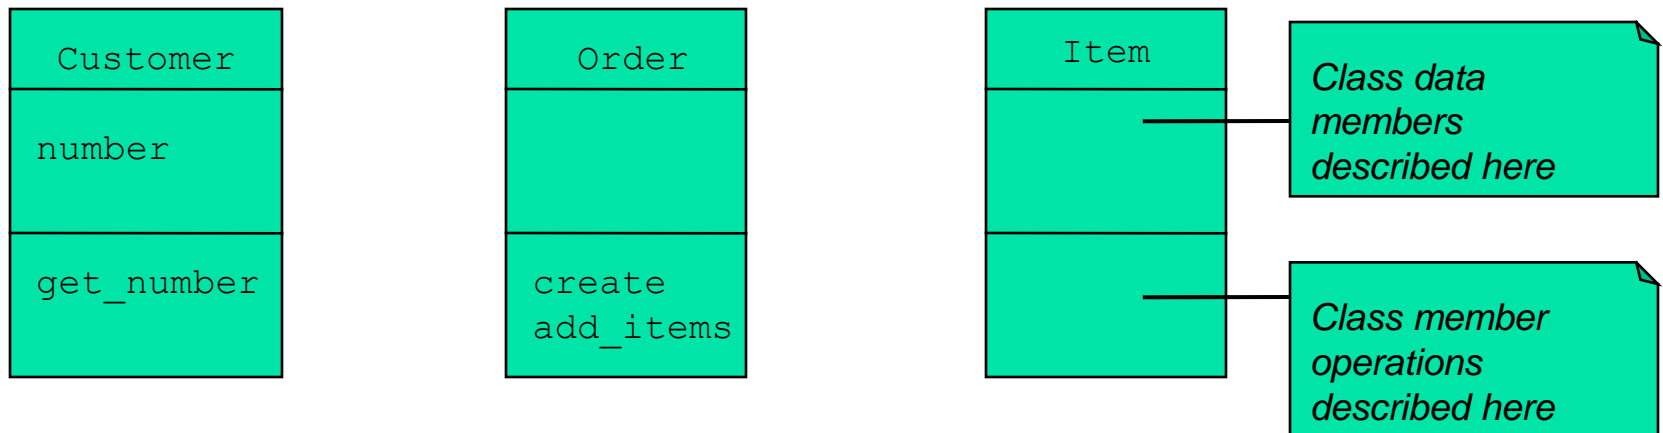 Customer
number
get_number
Order
create
add_items
Item
Class data
members
described here
Class member
operations
described here